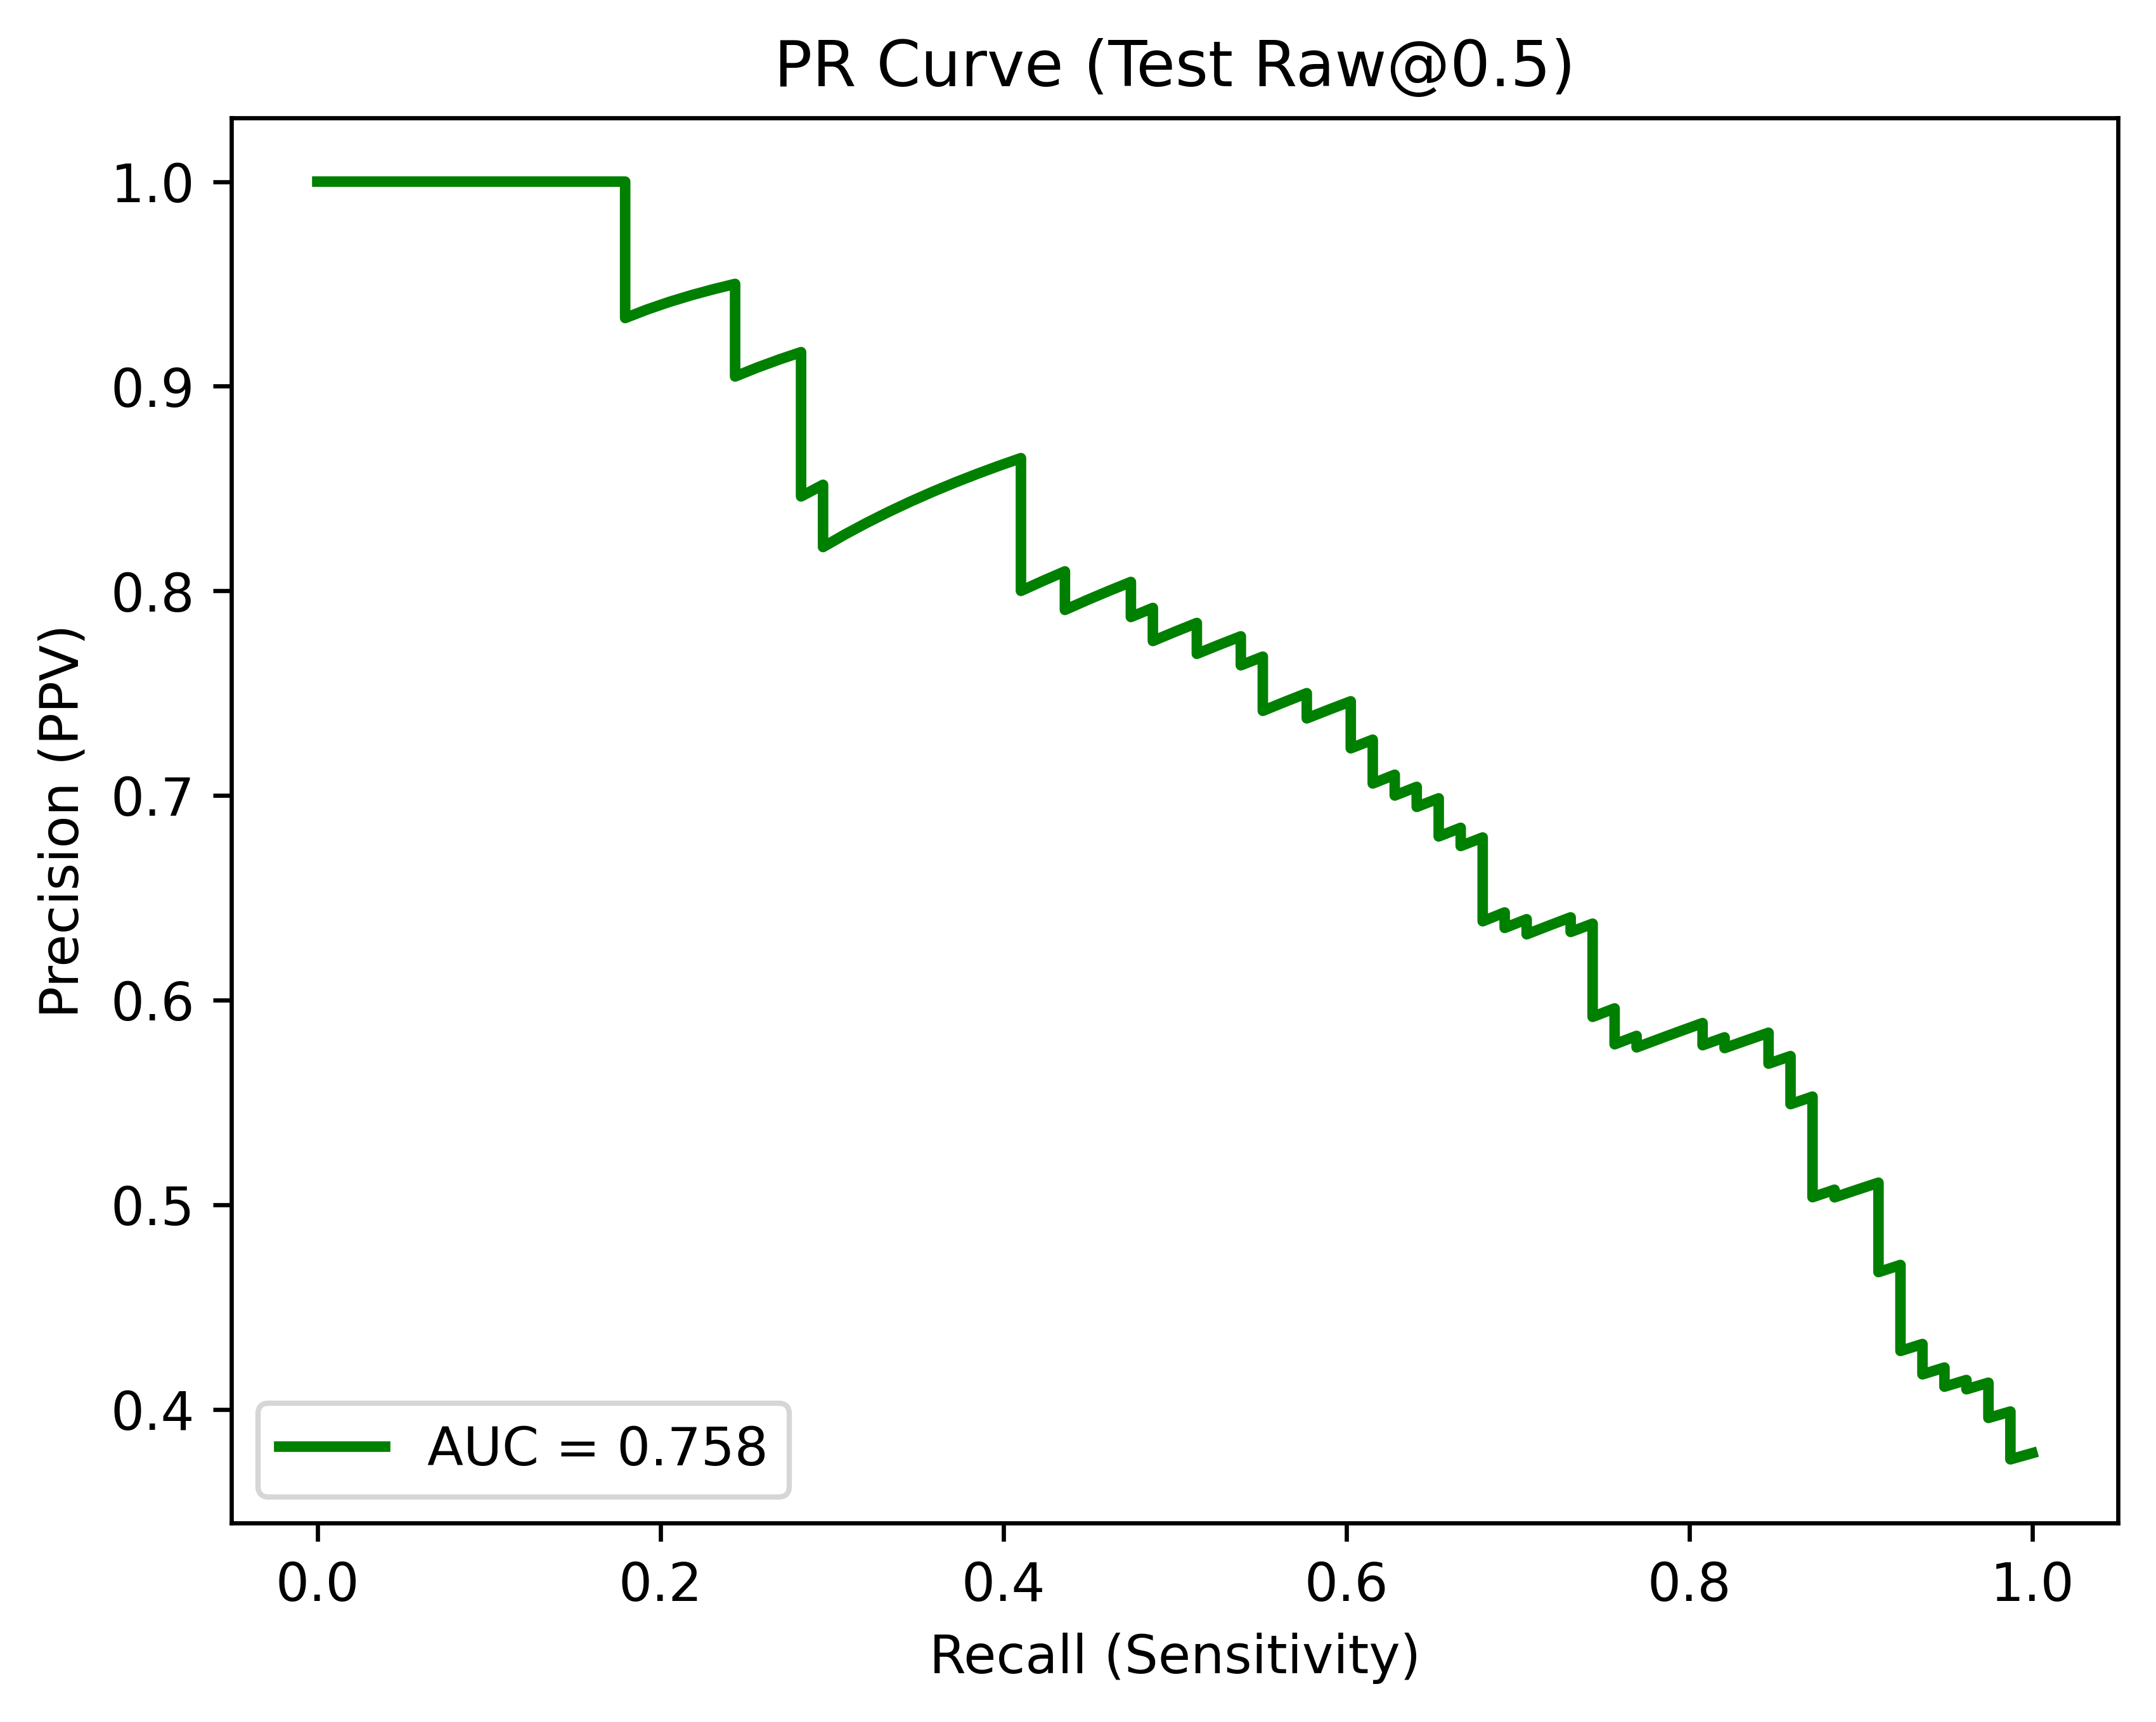 PR Curve (Test Raw@0.5)
1.0
0.9
0.8
0.7
0.6
0.5
0.4
Precision (PPV)
AUC = 0.758
0.0 0.2 0.4 0.6 0.8 1.0
Recall (Sensitivity)